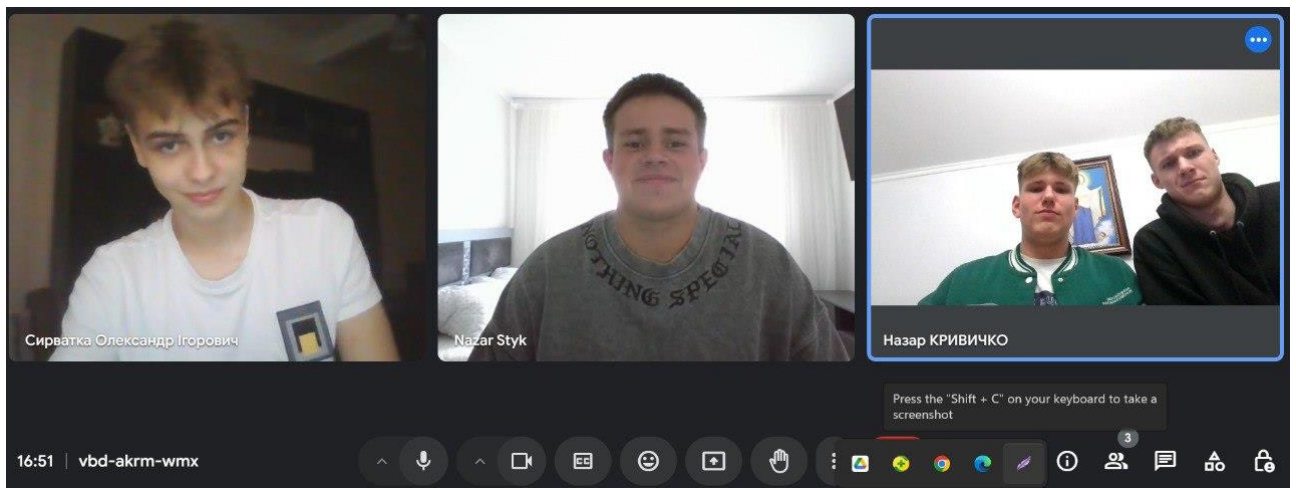 NOTHING SPECIAL
Сирватка Олександр Ігорович
Nazar Styk
Назар КРИВИЧКО
Press the "Shift + C" on your keyboard to take a
screenshot
3
16:51 | vbd-akrm-wmx
CC